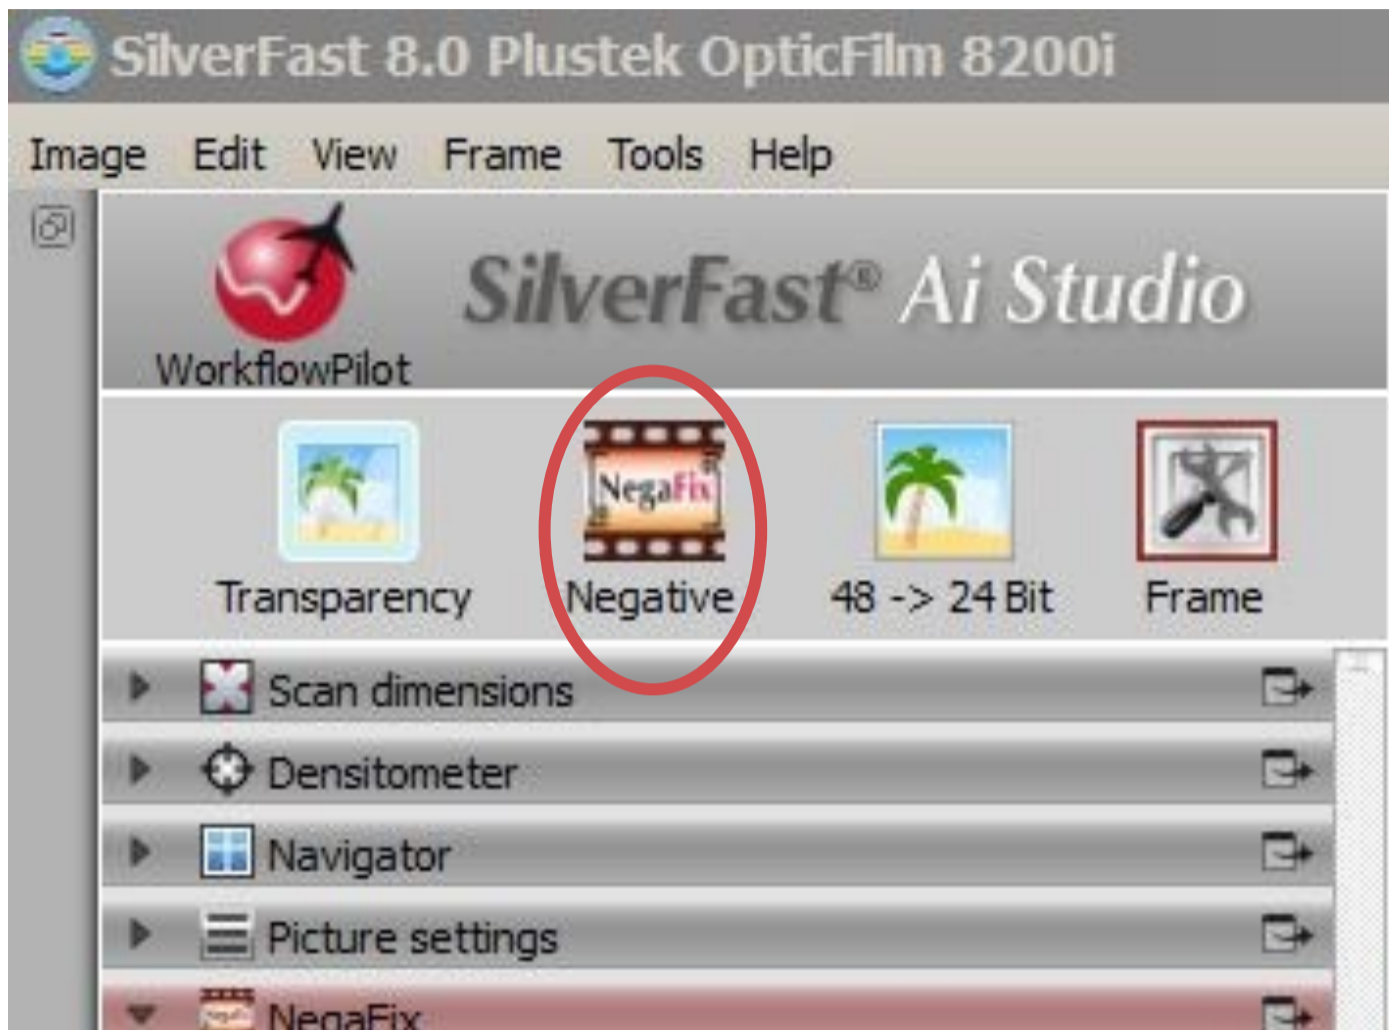 SilverFast 8.0 Plustek OpticFilm 8200i
Image Edit View Frame Tools Help
SilverFast® Ai Studio
WorkflowPilot
NegaFix
Transparency Negative 48 -> 24 Bit Frame
Scan dimensions
Densitometer
Navigator
Picture settings
NegaFix